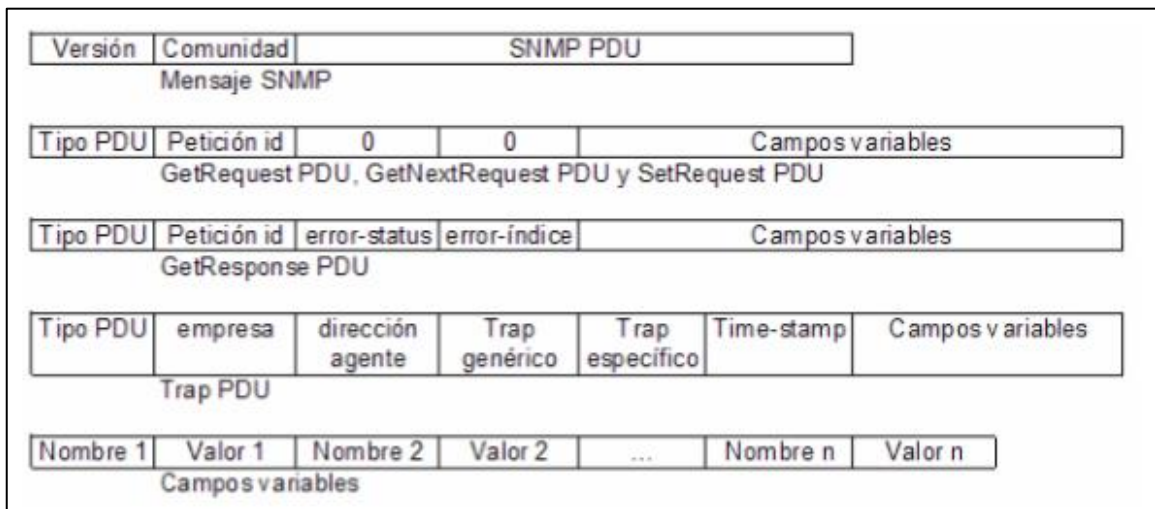 Versión Comunidad SNMP PDU
Mensaje SNMP
Tipo PDU Petición id 0 0 Campos variables
GetRequest PDU, GetNextRequest PDU y SetRequest PDU
Tipo PDU Petición id error-status error-índice Campos variables
GetResponse PDU
Tipo PDU empresa dirección agente Trap genérico Trap específico Time-stamp Campos variables
Trap PDU
Nombre 1 Valor 1 Nombre 2 Valor 2 ... Nombre n Valor n
Campos variables